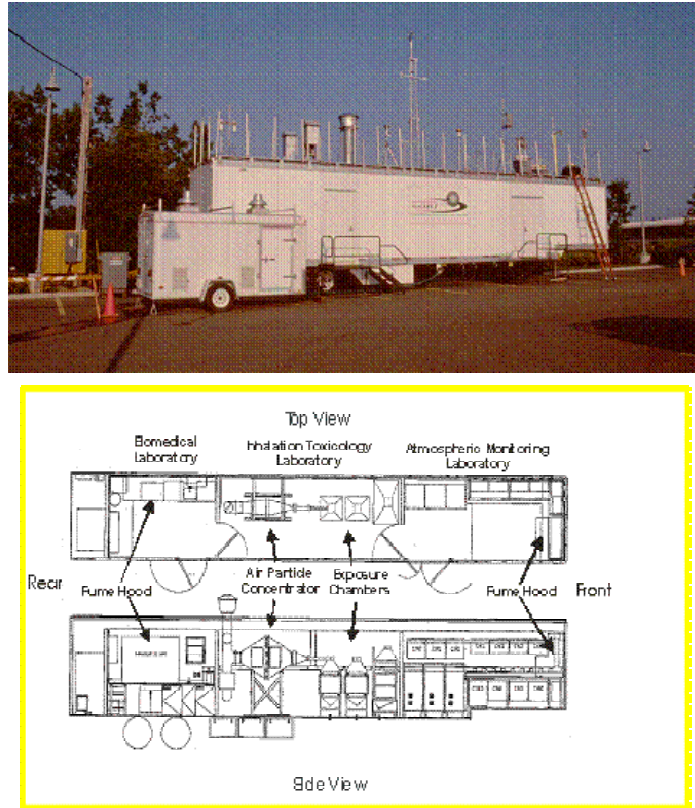 Top View
Biomedical
Laboratory
Inhalation Toxicology
Laboratory
Atmospheric Monitoring
Laboratory
Rear
Fume Hood
Air Particle
Concentrator
Exposure
Chambers
Fume Hood
Front
Side View